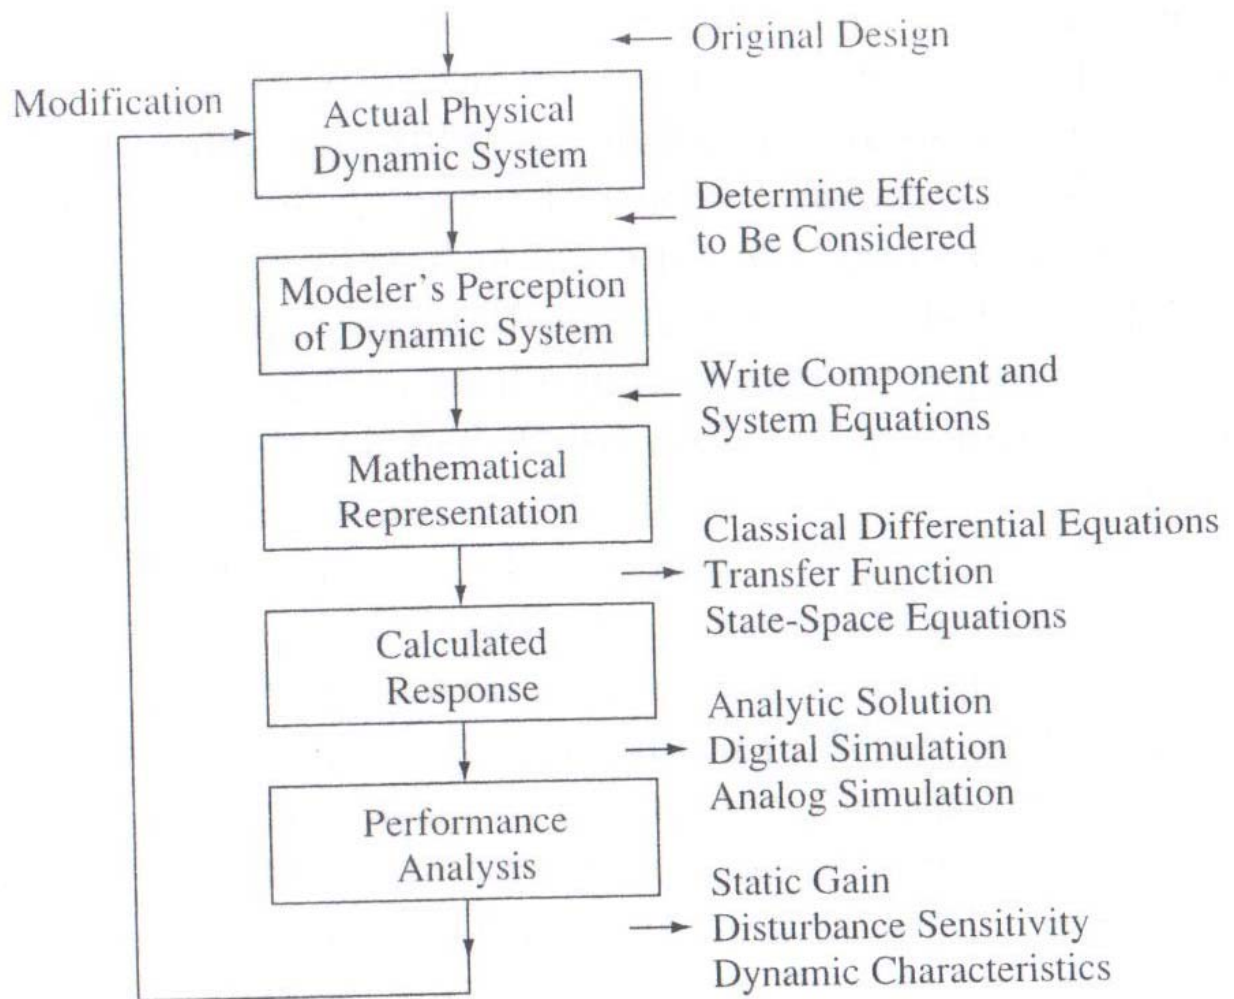 Original Design
Modification
Actual Physical
Dynamic System
Determine Effects
to Be Considered
Modeler's Perception
of Dynamic System
Write Component and
System Equations
Mathematical
Representation
Classical Differential Equations
Transfer Function
State-Space Equations
Calculated
Response
Analytic Solution
Digital Simulation
Analog Simulation
Performance
Analysis
Static Gain
Disturbance Sensitivity
Dynamic Characteristics